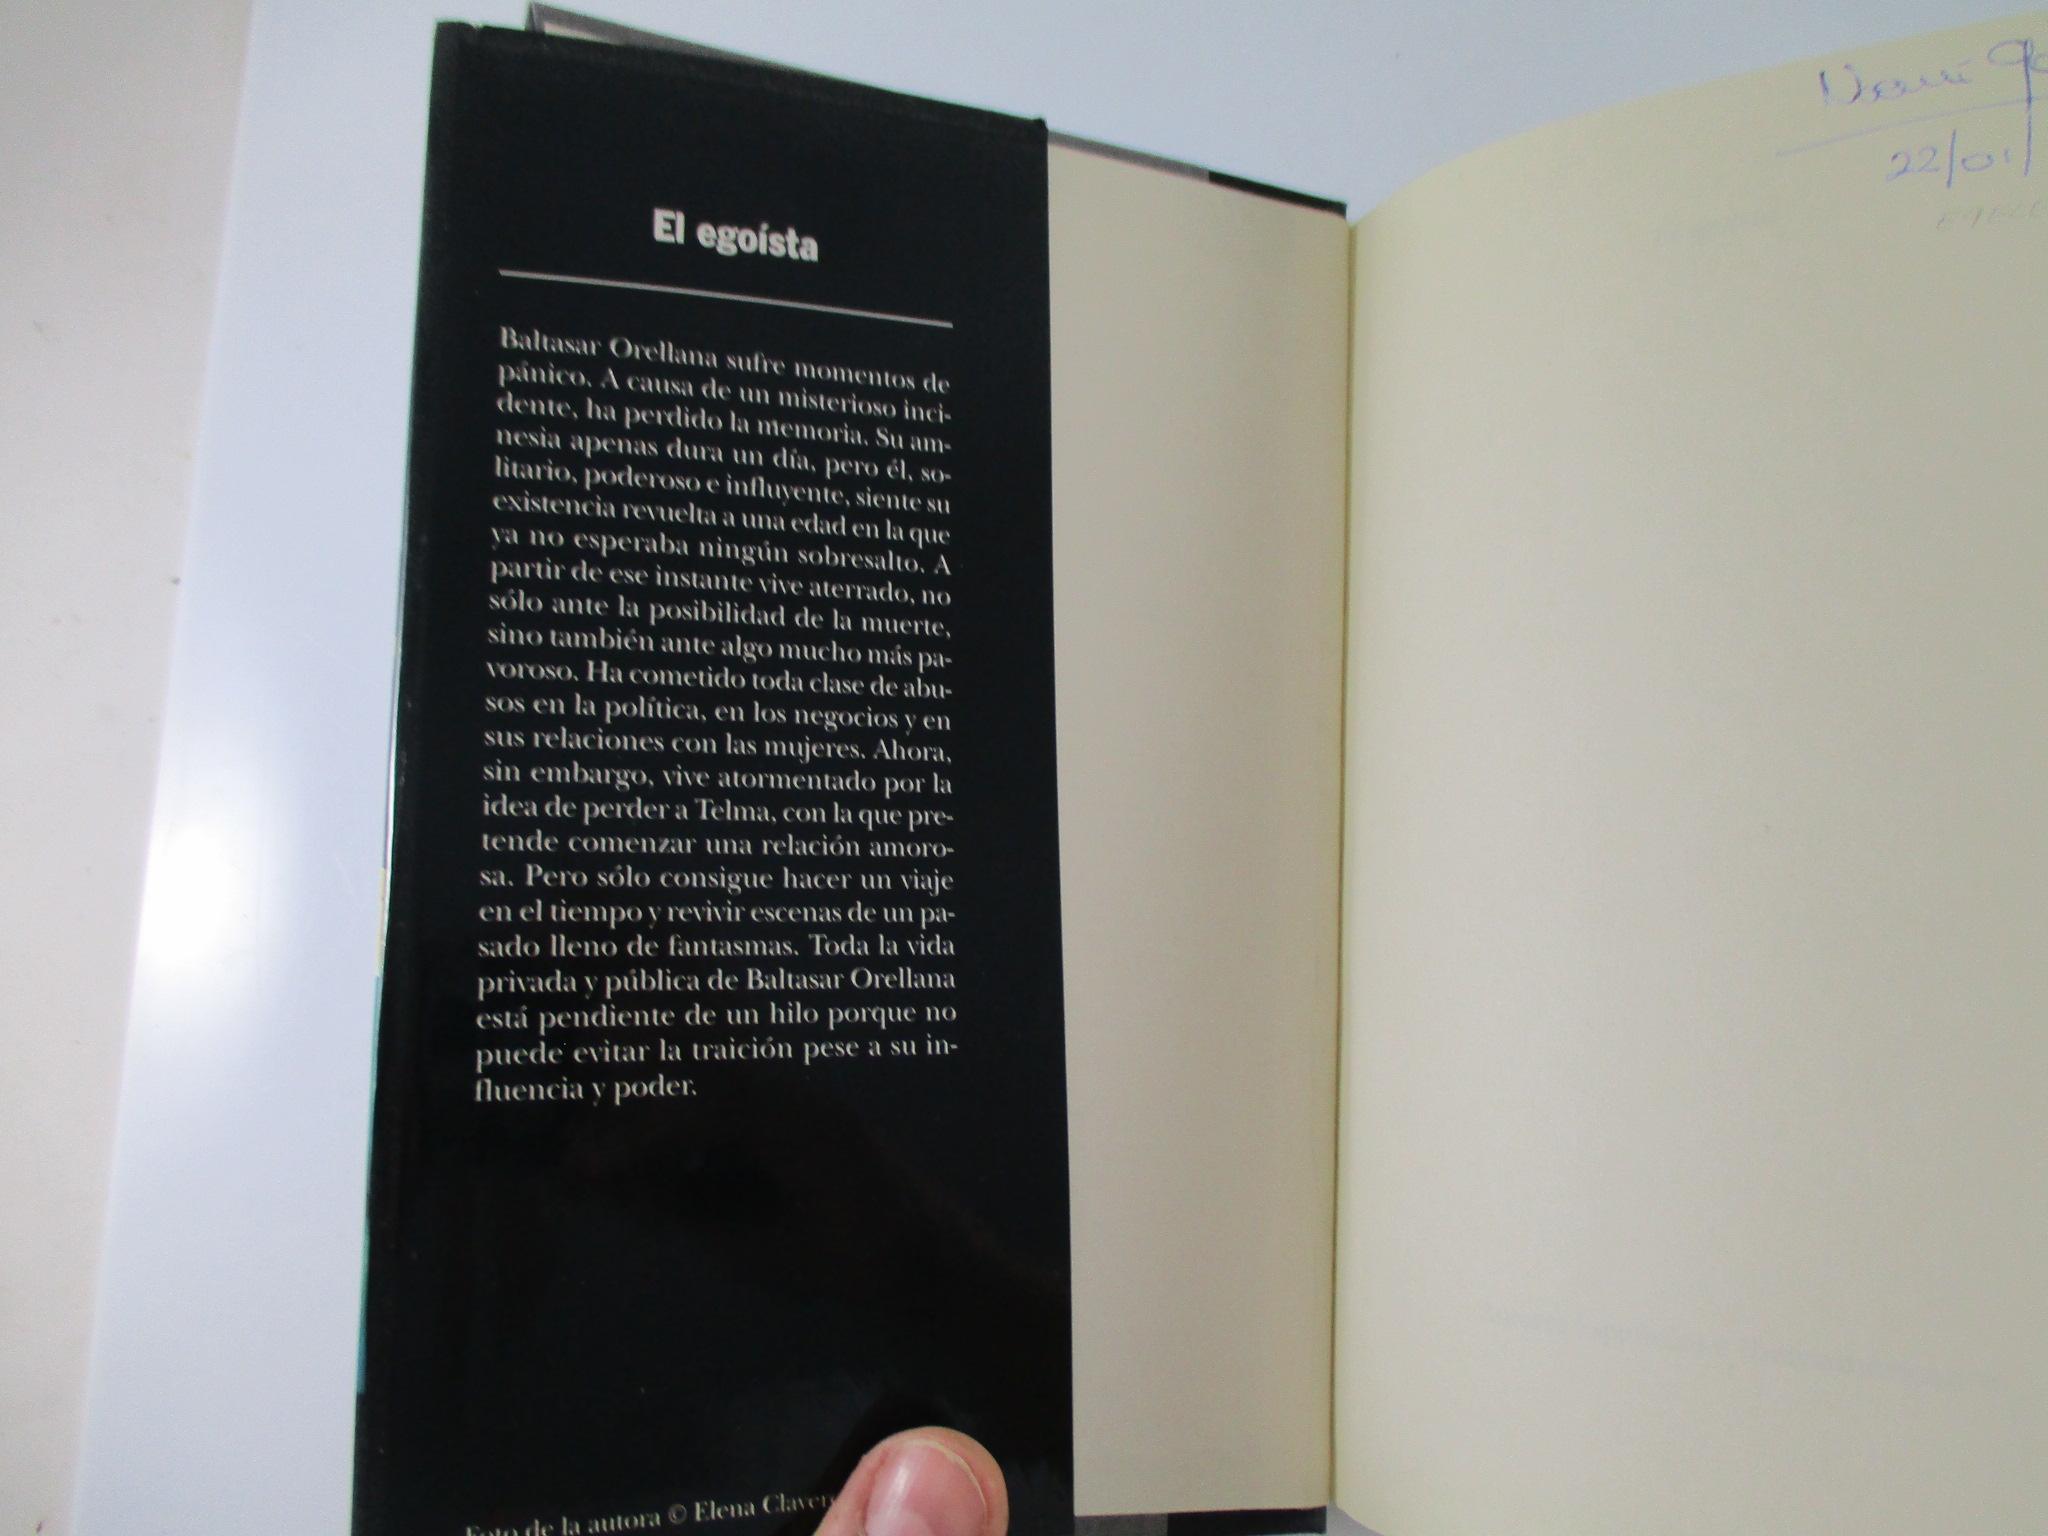 El egoísta
Baltasar Orellana sufre momentos de
pánico. A causa de un misterioso inci-
dente, ha perdido la memoria. Su am-
nesia apenas dura un día, pero él, so-
litario, poderoso e influyente, siente su
existencia revuelta a una edad en la que
ya no esperaba ningún sobresalto. A
partir de ese instante vive aterrado, no
sólo ante la posibilidad de la muerte,
sino también ante algo mucho más pa-
voroso. Ha cometido toda clase de abu-
sos en la política, en los negocios y en
sus relaciones con las mujeres. Ahora,
sin embargo, vive atormentado por la
idea de perder a Telma, con la que pre-
tende comenzar una relación amoro-
sa. Pero sólo consigue hacer un viaje
en el tiempo y revivir escenas de un pa-
sado lleno de fantasmas. Toda la vida
privada y pública de Baltasar Orellana
está pendiente de un hilo porque no
puede evitar la traición pese a su in-
fluencia y poder.
Foto de la autora © Elena
22/01/